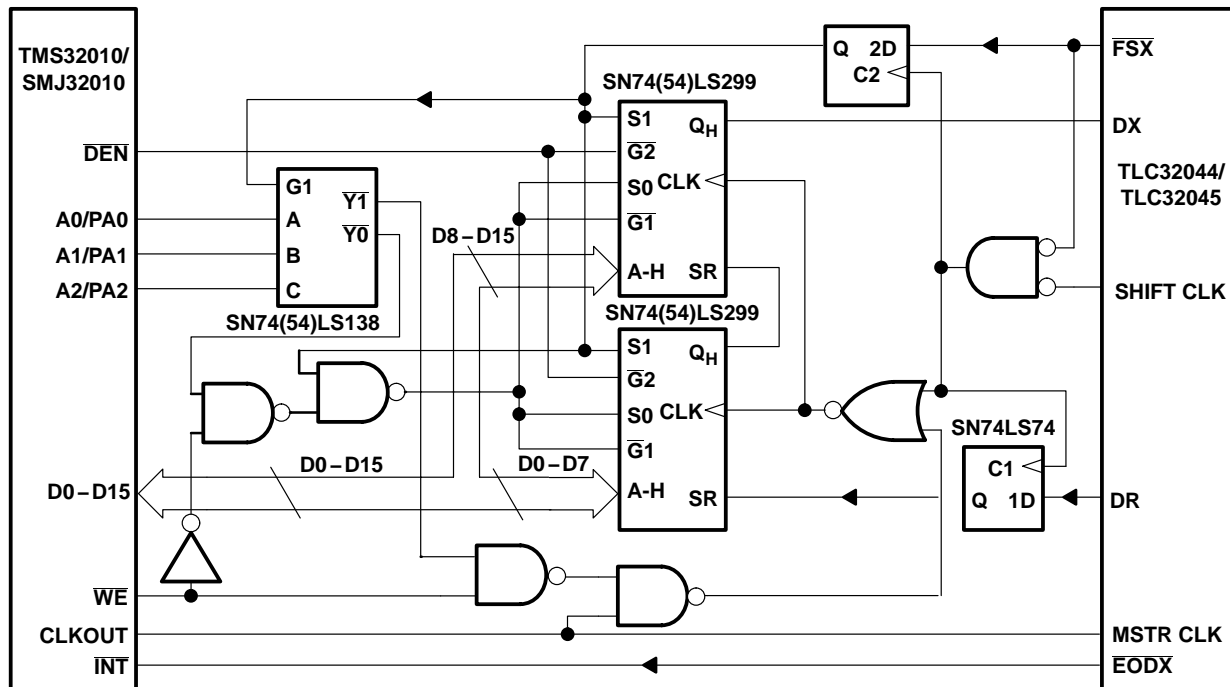 TMS32010/
SMJ32010
DEN
A0/PA0
A1/PA1
A2/PA2
D0–D15
WE
CLKOUT
INT
G1
A
B
C
Y1
Y0
SN74(54)LS138
D8–D15
D0–D15
D0–D7
SN74(54)LS299
S1
G2
S0
G1
A-H
QH
CLK
SR
SN74(54)LS299
S1
G2
S0
G1
A-H
QH
CLK
SR
Q 2D
C2
SN74LS74
C1
Q 1D
FSX
DX
TLC32044/
TLC32045
SHIFT CLK
DR
MSTR CLK
EODX